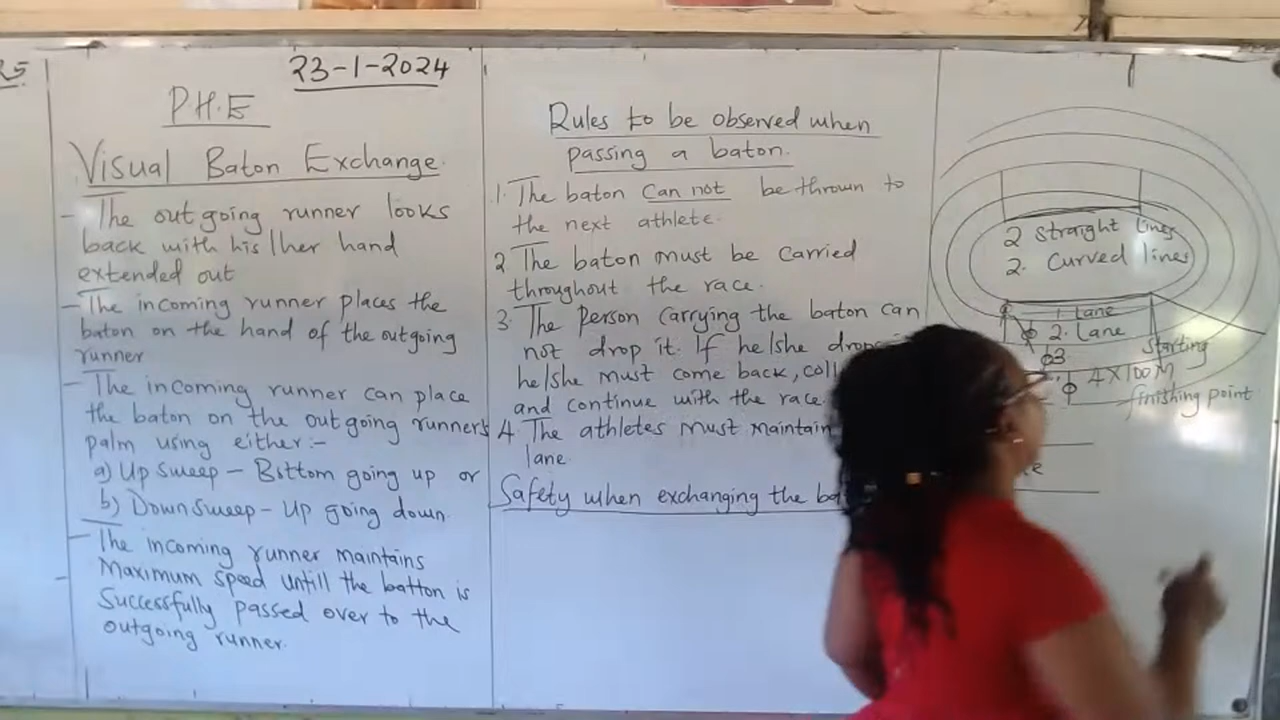 23-1-2024
P.H.E
Visual Baton Exchange.
- The out going runner looks
back with his/her hand
extended out
- The incoming runner places the
baton on the hand of the outgoing
runner
- The incoming runner can place
the baton on the outgoing runners
palm using either:-
a) Up sweep - Bottom going up or
b) Down sweep - Up going down.
- The incoming runner maintains
Maximum speed untill the batton is
Successfully passed over to the
outgoing runner.
Rules to be observed when
passing a baton.
1. The baton can not be thrown to
the next athlete.
2 The baton must be carried
throughout the race.
3. The person carrying the baton can
not drop it. If he/she
he/she must come back,
and continue with the race.
4. The athletes must maintain
lane.
Safety when exchanging the
2 straight lines
2. Curved lines
1 Lane
2. Lane
3
starting
4x100m
finishing point